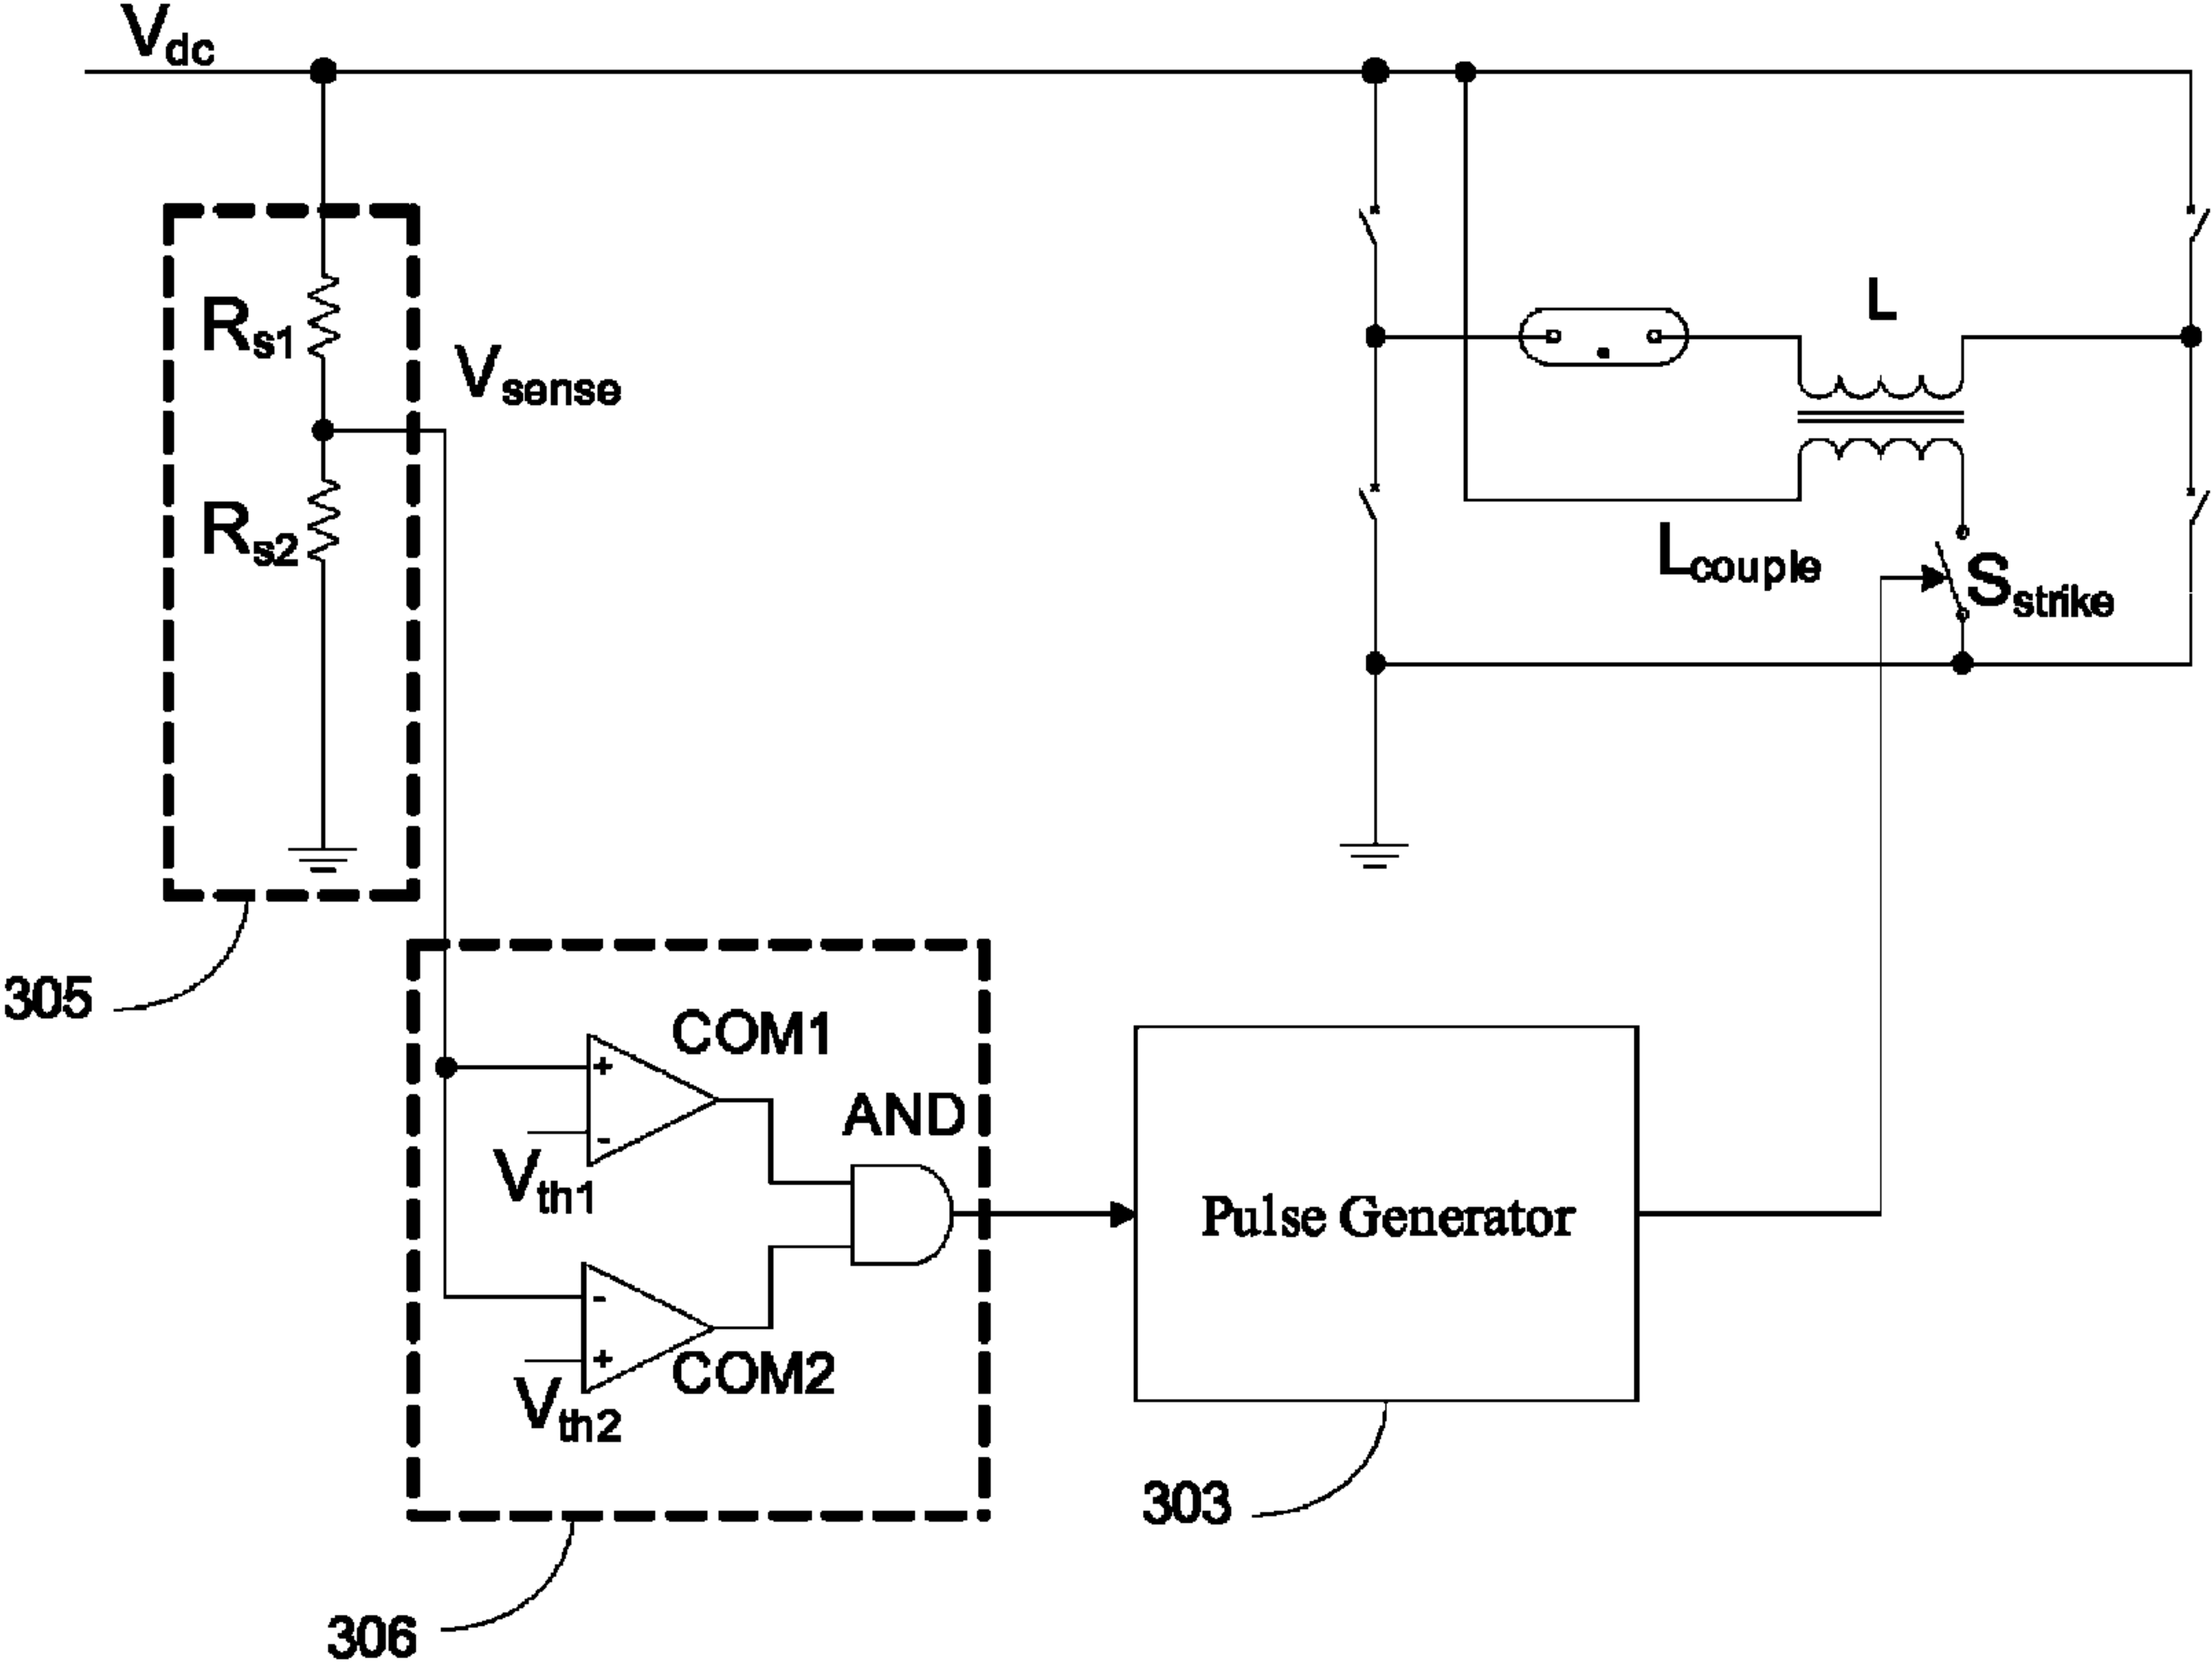 Vdc
Rs1
Vsense
Rs2
L
Lcouple
Sstrike
305
COM1
+
-
Vth1
AND
Pulse Generator
-
+
COM2
Vth2
303
306